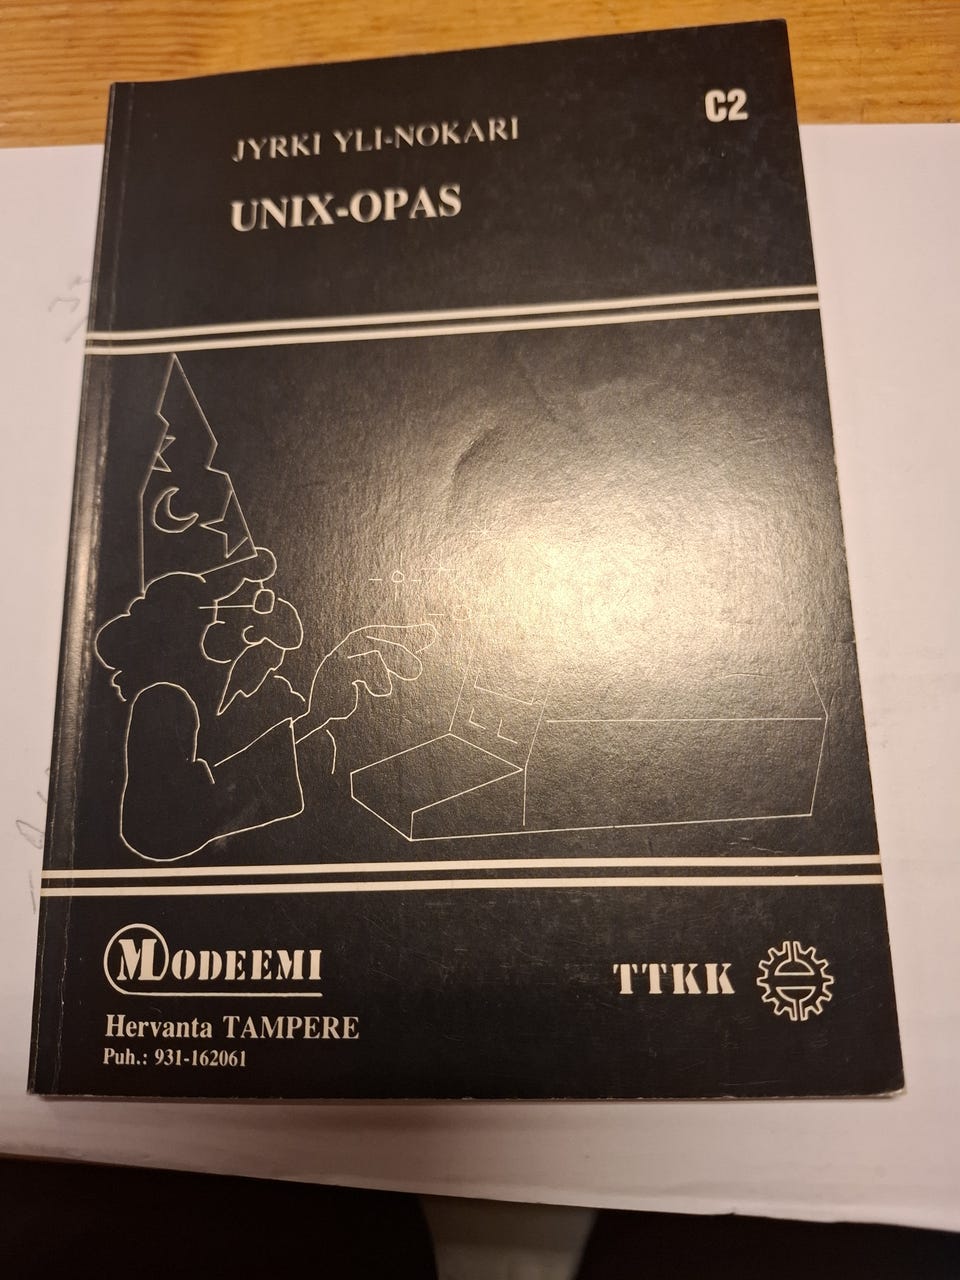 C2
JYRKI YLI-NOKARI
UNIX-OPAS
MODEEMI
TTKK
Hervanta TAMPERE
Puh.: 931-162061